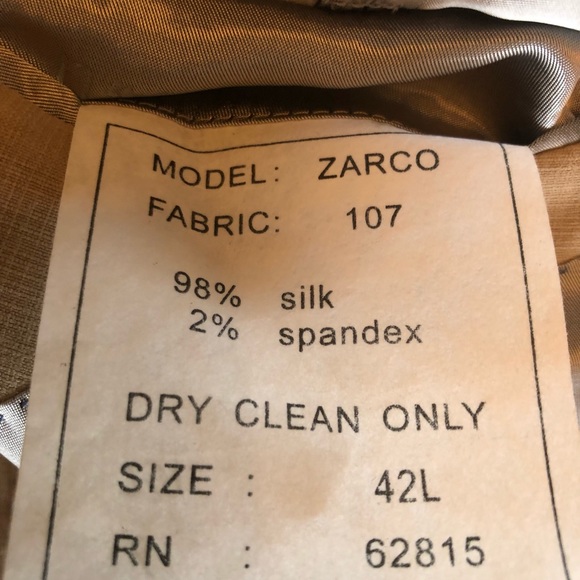 MODEL: ZARCO
FABRIC: 107
98% silk
2% spandex
DRY CLEAN ONLY
SIZE : 42L
RN : 62815